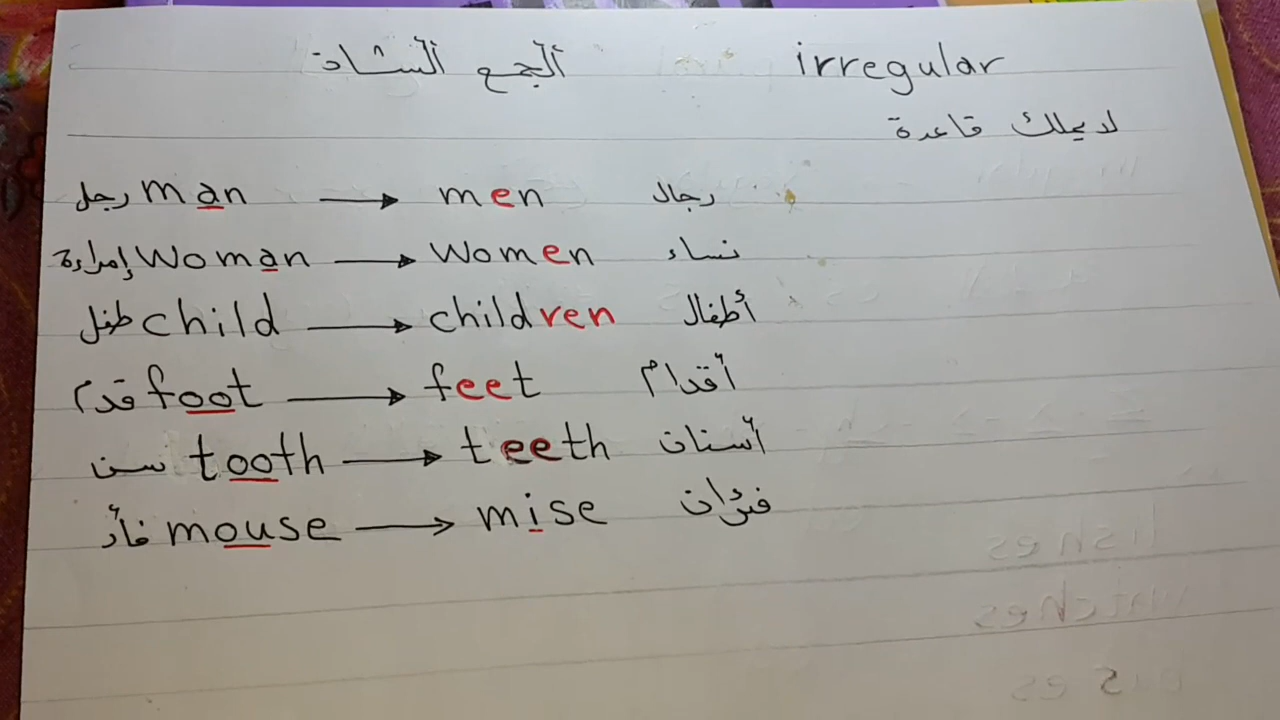 irregular الجمع الشاذ
لا يملك قاعدة
رجل man → men رجال
إمراءة Woman → Women نساء
طفل child → children أطفال
قدم foot → feet أقدام
سن tooth → teeth أسنان
فأر mouse → mise فئران